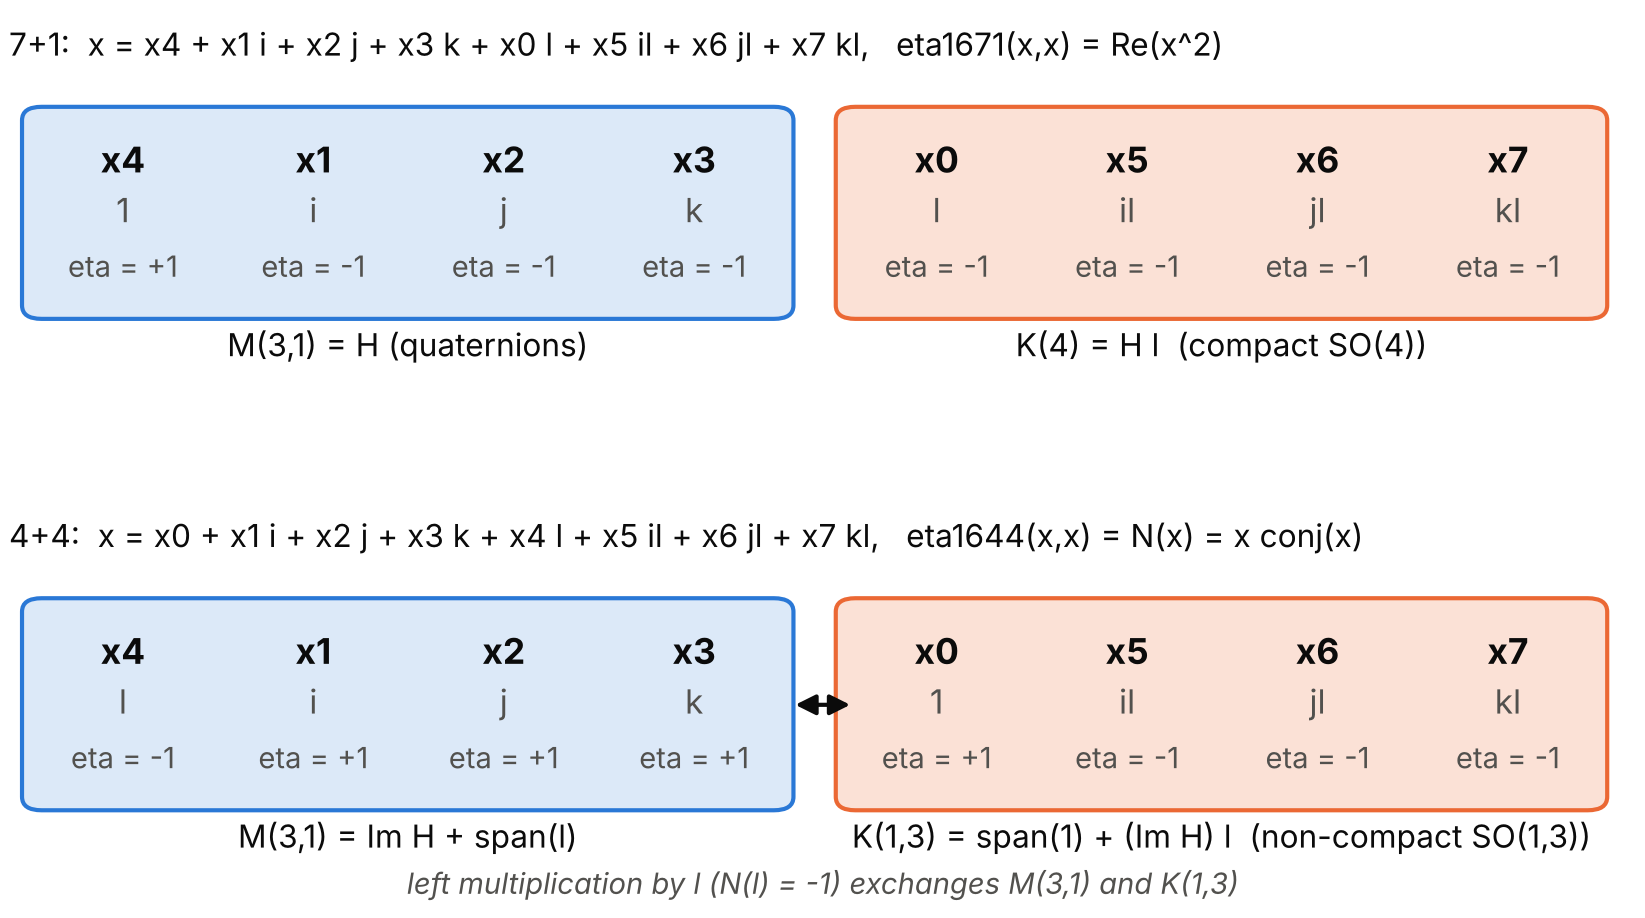 7+1:  x = x4 + x1 i + x2 j + x3 k + x0 l + x5 il + x6 jl + x7 kl,   eta1671(x,x) = Re(x^2)
x4 x1 x2 x3 x0 x5 x6 x7
1 i j k l il jl kl
eta = +1 eta = -1 eta = -1 eta = -1 eta = -1 eta = -1 eta = -1 eta = -1
M(3,1) = H (quaternions) K(4) = H l  (compact SO(4))
4+4:  x = x0 + x1 i + x2 j + x3 k + x4 l + x5 il + x6 jl + x7 kl,   eta1644(x,x) = N(x) = x conj(x)
x4 x1 x2 x3 x0 x5 x6 x7
l i j k 1 il jl kl
eta = -1 eta = +1 eta = +1 eta = +1 eta = +1 eta = -1 eta = -1 eta = -1
M(3,1) = Im H + span(l) K(1,3) = span(1) + (Im H) l  (non-compact SO(1,3))
left multiplication by l (N(l) = -1) exchanges M(3,1) and K(1,3)